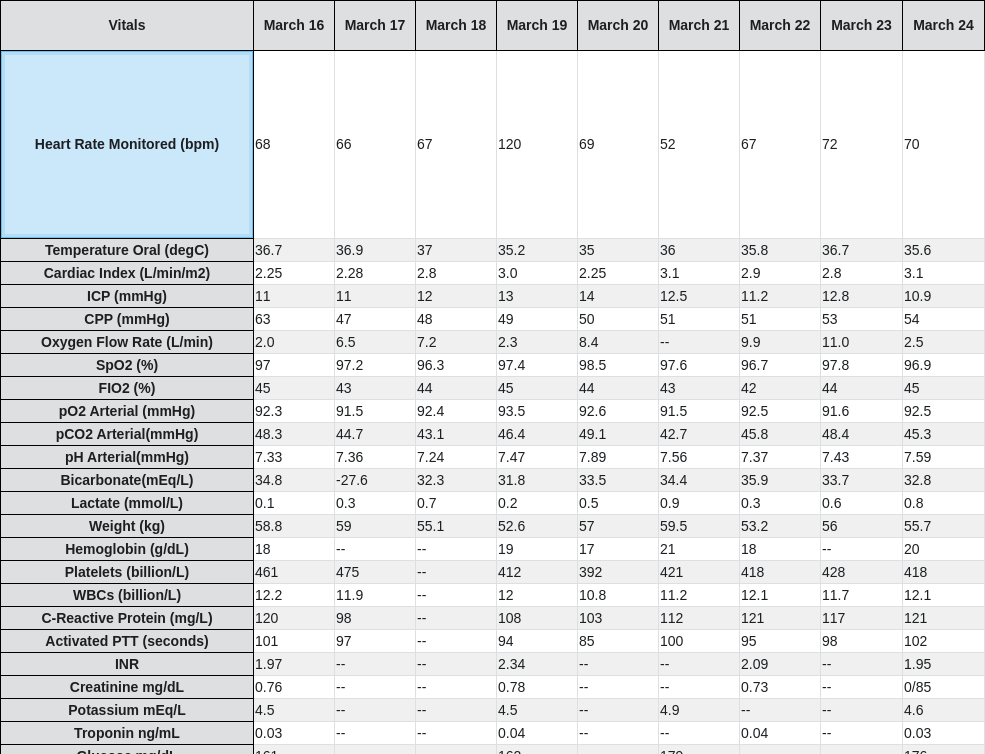 Vitals March 16 March 17 March 18 March 19 March 20 March 21 March 22 March 23 March 24
Heart Rate Monitored (bpm) 68 66 67 120 69 52 67 72 70
Temperature Oral (degC) 36.7 36.9 37 35.2 35 36 35.8 36.7 35.6
Cardiac Index (L/min/m2) 2.25 2.28 2.8 3.0 2.25 3.1 2.9 2.8 3.1
ICP (mmHg) 11 11 12 13 14 12.5 11.2 12.8 10.9
CPP (mmHg) 63 47 48 49 50 51 51 53 54
Oxygen Flow Rate (L/min) 2.0 6.5 7.2 2.3 8.4 -- 9.9 11.0 2.5
SpO2 (%) 97 97.2 96.3 97.4 98.5 97.6 96.7 97.8 96.9
FIO2 (%) 45 43 44 45 44 43 42 44 45
pO2 Arterial (mmHg) 92.3 91.5 92.4 93.5 92.6 91.5 92.5 91.6 92.5
pCO2 Arterial(mmHg) 48.3 44.7 43.1 46.4 49.1 42.7 45.8 48.4 45.3
pH Arterial(mmHg) 7.33 7.36 7.24 7.47 7.89 7.56 7.37 7.43 7.59
Bicarbonate(mEq/L) 34.8 -27.6 32.3 31.8 33.5 34.4 35.9 33.7 32.8
Lactate (mmol/L) 0.1 0.3 0.7 0.2 0.5 0.9 0.3 0.6 0.8
Weight (kg) 58.8 59 55.1 52.6 57 59.5 53.2 56 55.7
Hemoglobin (g/dL) 18 -- -- 19 17 21 18 -- 20
Platelets (billion/L) 461 475 -- 412 392 421 418 428 418
WBCs (billion/L) 12.2 11.9 -- 12 10.8 11.2 12.1 11.7 12.1
C-Reactive Protein (mg/L) 120 98 -- 108 103 112 121 117 121
Activated PTT (seconds) 101 97 -- 94 85 100 95 98 102
INR 1.97 -- -- 2.34 -- -- 2.09 -- 1.95
Creatinine mg/dL 0.76 -- -- 0.78 -- -- 0.73 -- 0/85
Potassium mEq/L 4.5 -- -- 4.5 -- 4.9 -- -- 4.6
Troponin ng/mL 0.03 -- -- 0.04 -- -- 0.04 -- 0.03